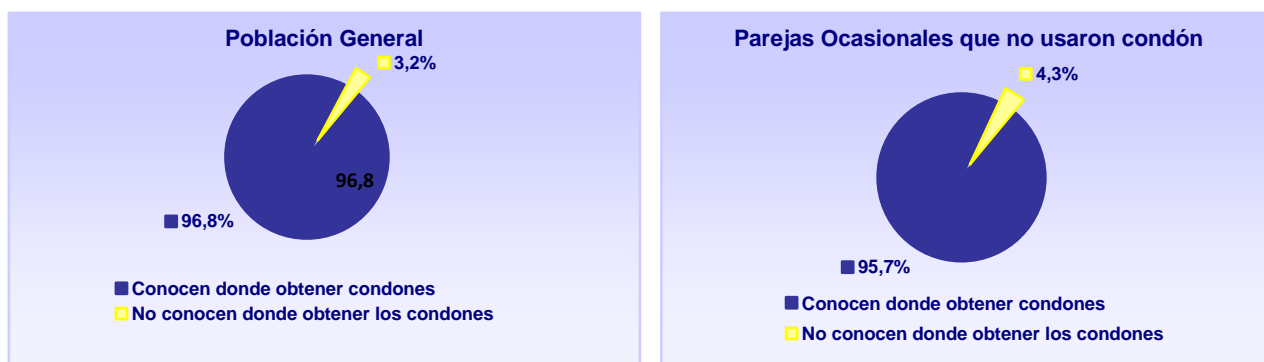 Población General
3,2%
96,8
96,8%
Conocen donde obtener condones
No conocen donde obtener los condones
Parejas Ocasionales que no usaron condón
4,3%
95,7%
Conocen donde obtener condones
No conocen donde obtener los condones